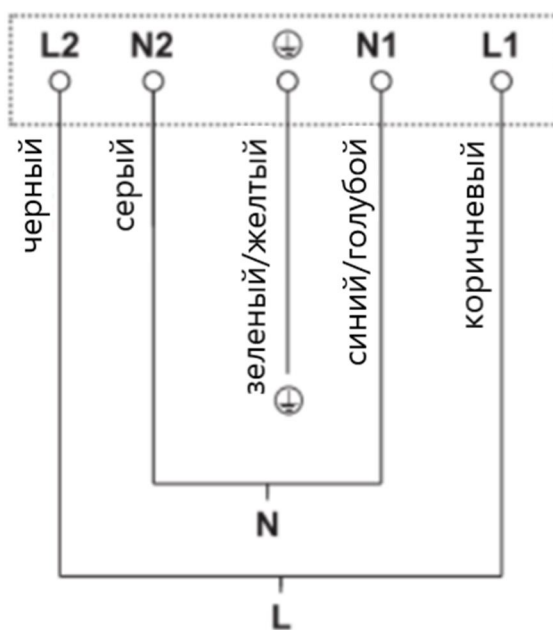 L2 N2 N1 L1
черный
серый
зеленый/желтый
синий/голубой
коричневый
N
L